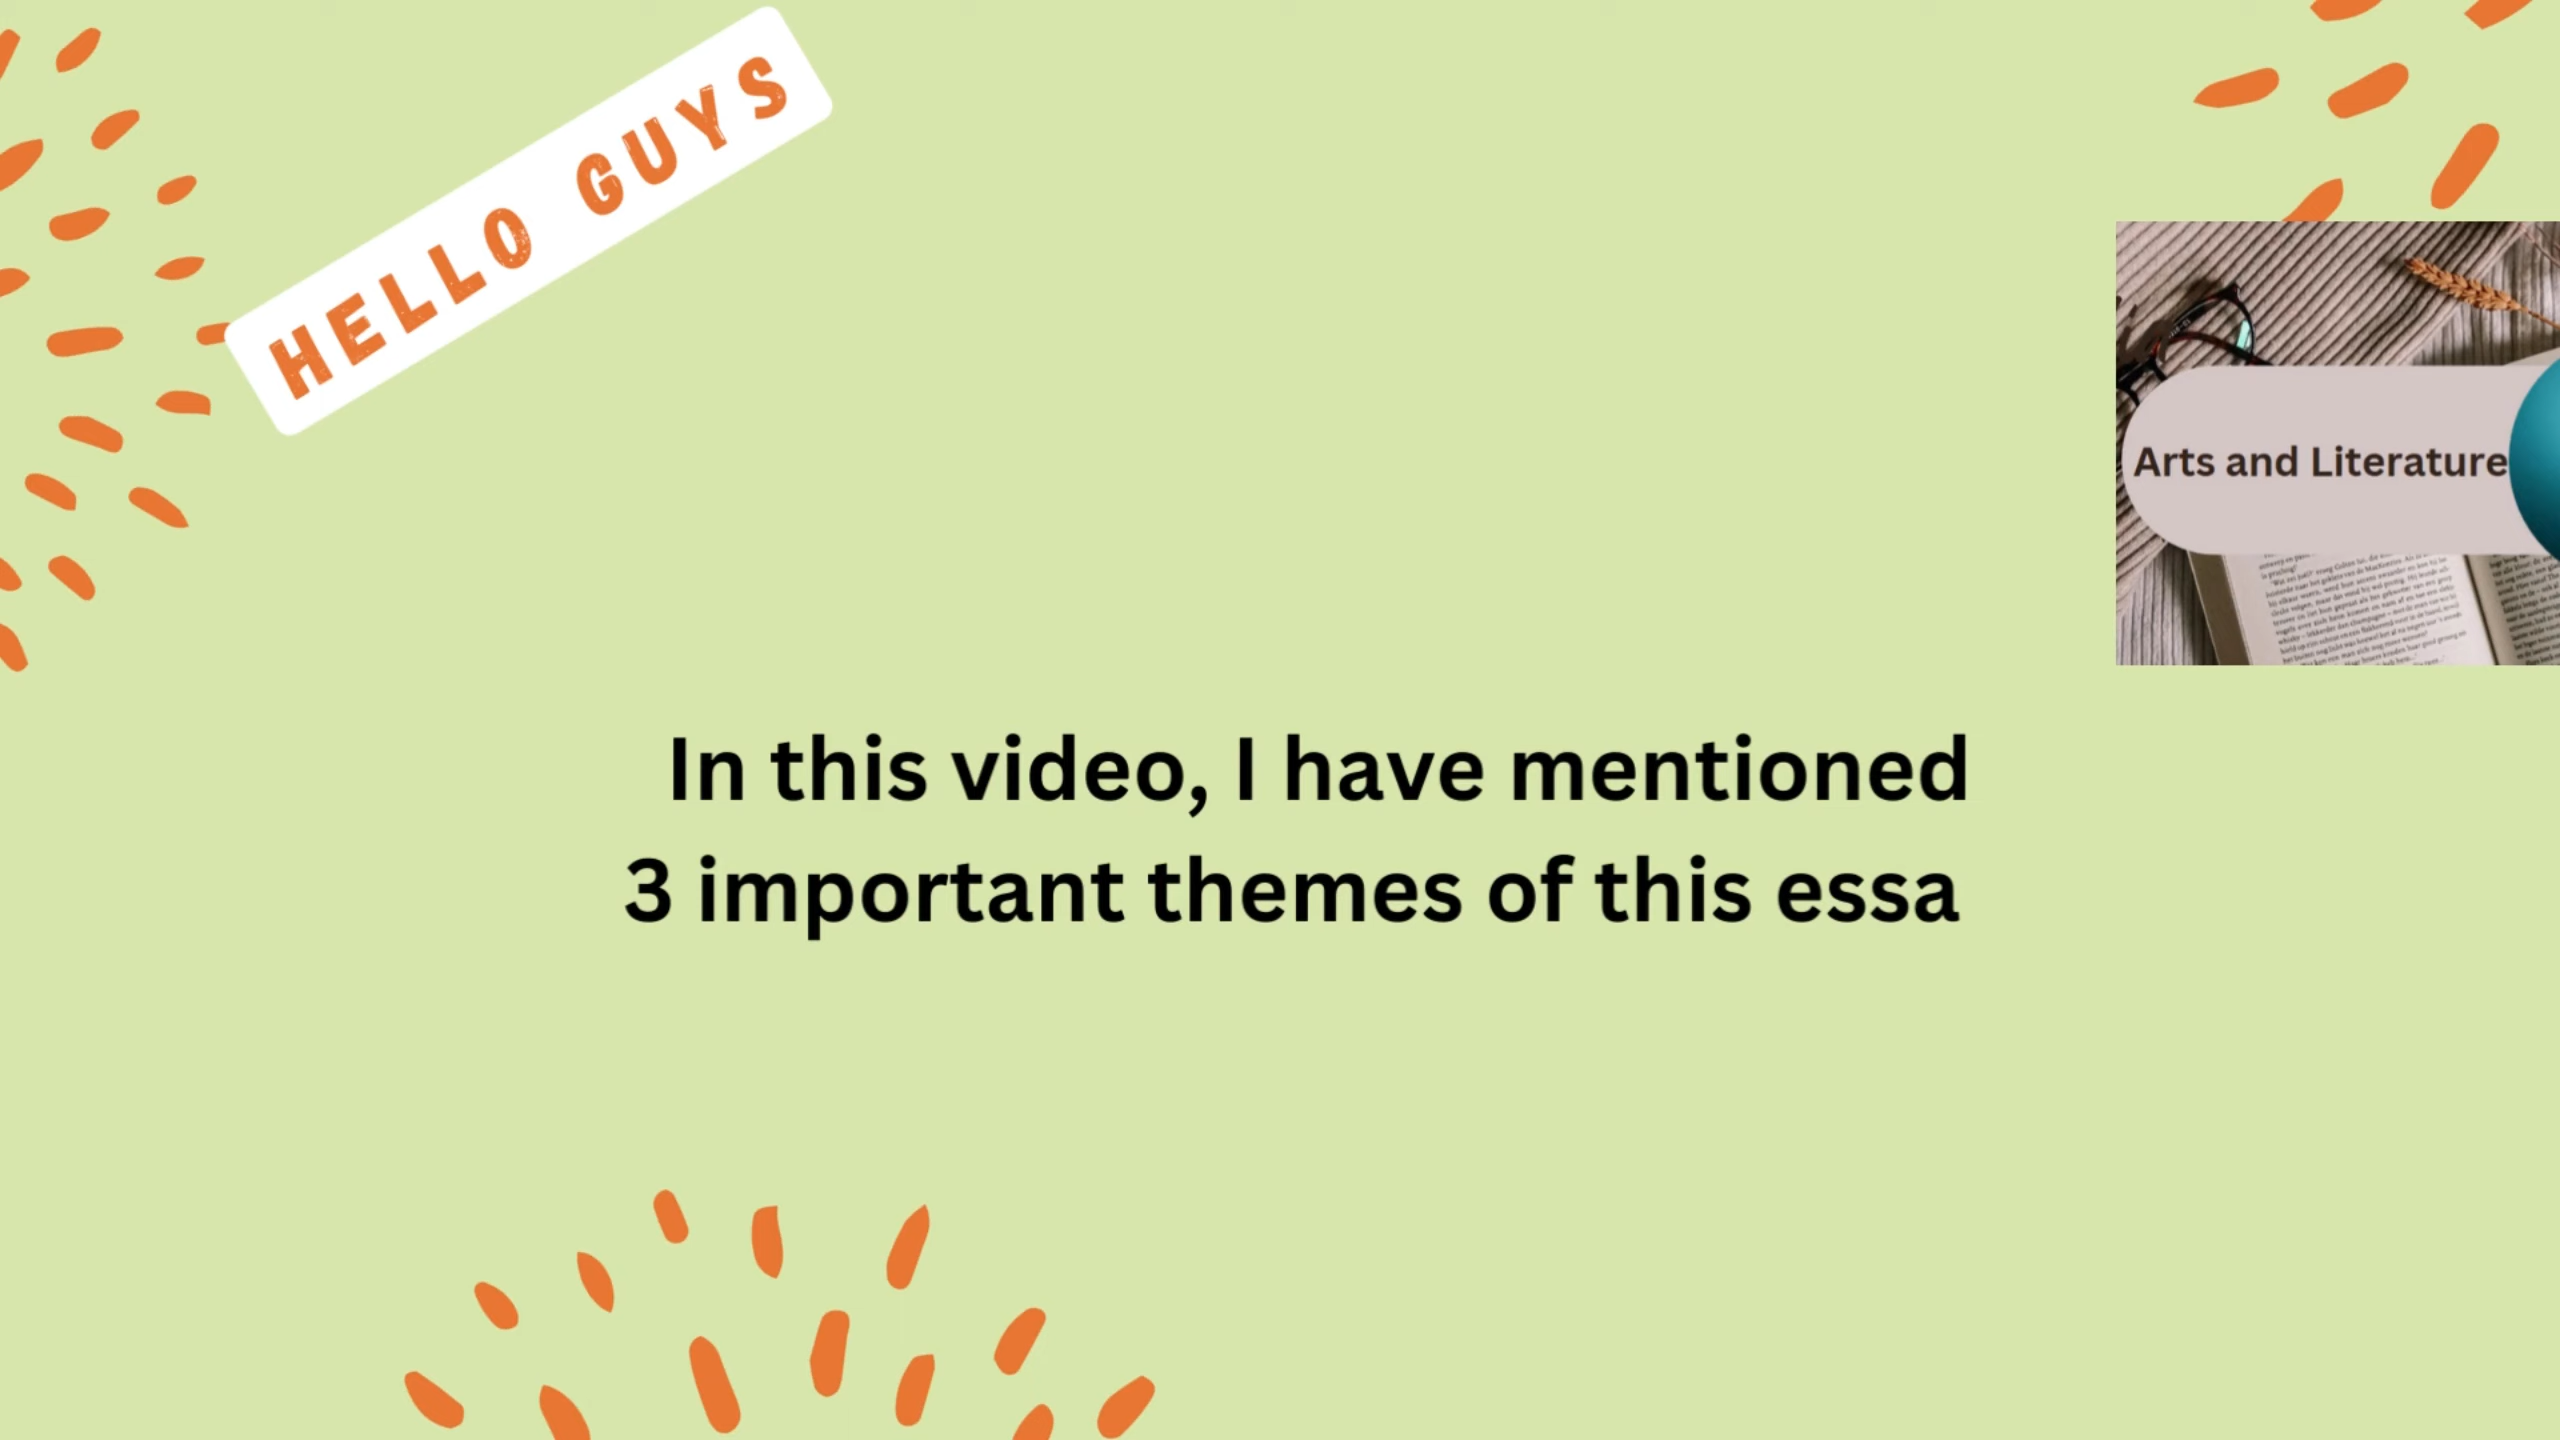 HELLO GUYS
Arts and Literature
In this video, I have mentioned
3 important themes of this essa